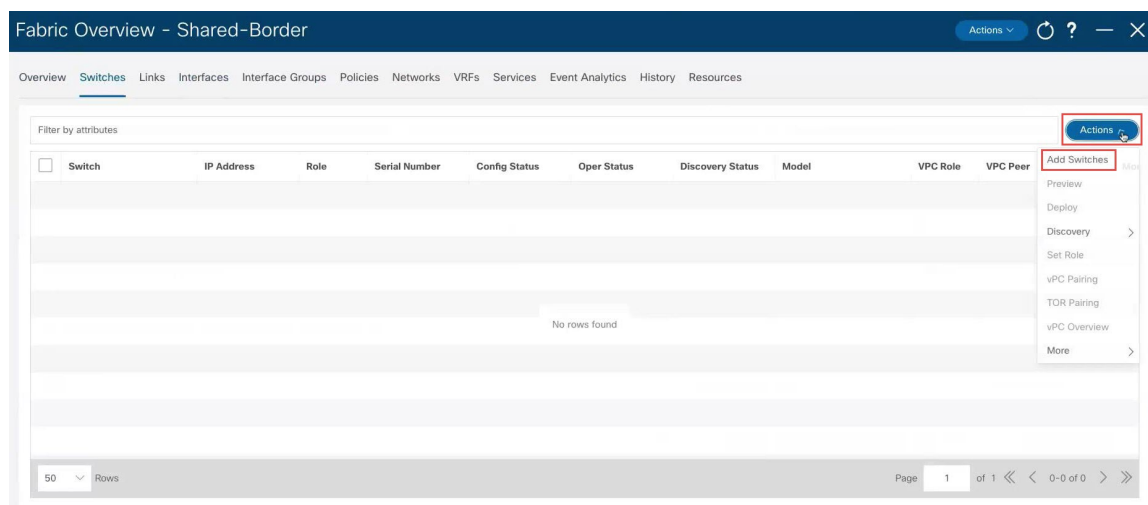 Fabric Overview - Shared-Border
Actions
?
Overview Switches Links Interfaces Interface Groups Policies Networks VRFs Services Event Analytics History Resources
Filter by attributes
Actions
Switch IP Address Role Serial Number Config Status Oper Status Discovery Status Model VPC Role VPC Peer
Add Switches
Preview
Deploy
Discovery
Set Role
vPC Pairing
TOR Pairing
vPC Overview
More
No rows found
50 Rows
Page 1 of 1 0-0 of 0